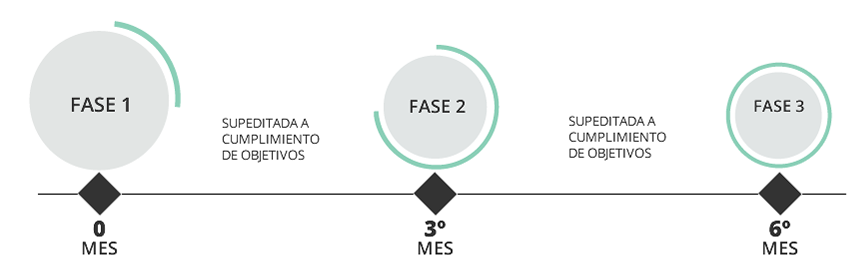 FASE 1
FASE 2
FASE 3
SUPEDITADA A
CUMPLIMIENTO
DE OBJETIVOS
SUPEDITADA A
CUMPLIMIENTO
DE OBJETIVOS
0
MES
3º
MES
6º
MES